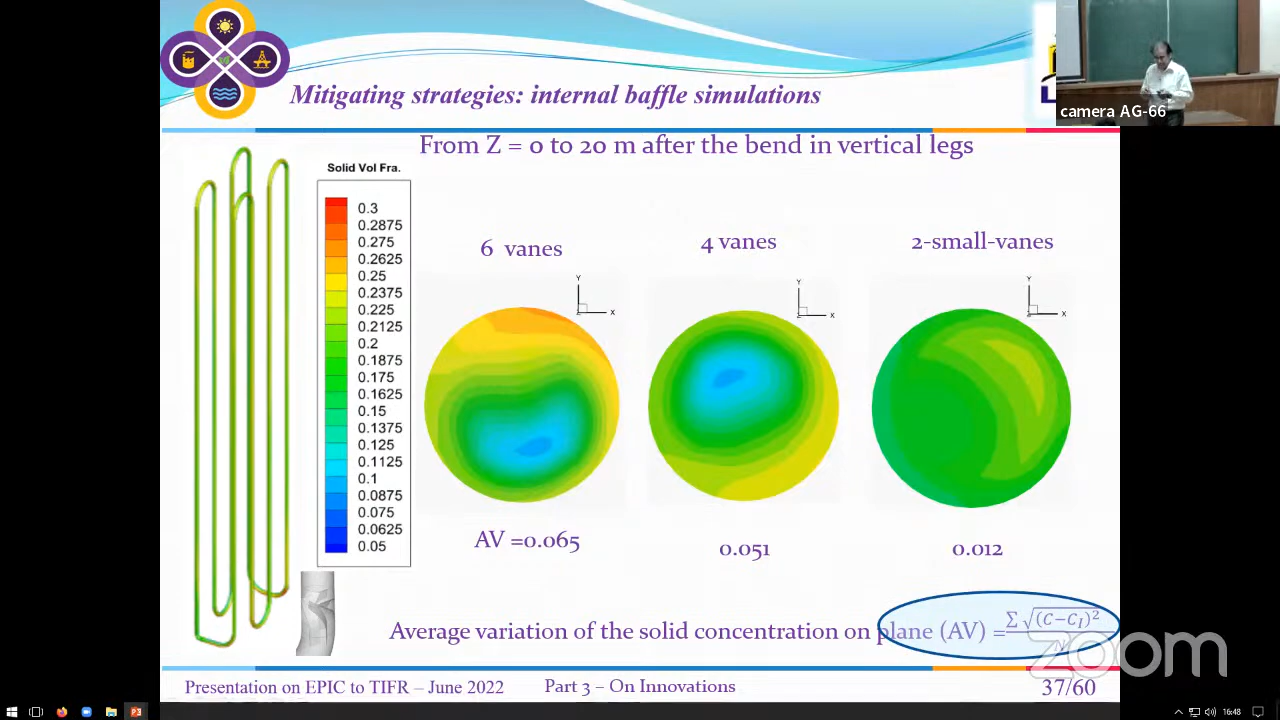 Mitigating strategies: internal baffle simulations
camera AG-66
From Z = 0 to 20 m after the bend in vertical legs
Solid Vol Fra.
0.3
0.2875
0.275
0.2625
0.25
0.2375
0.225
0.2125
0.2
0.1875
0.175
0.1625
0.15
0.1375
0.125
0.1125
0.1
0.0875
0.075
0.0625
0.05
6 vanes
4 vanes
2-small-vanes
Y
X
Y
X
Y
X
AV =0.065
0.051
0.012
Average variation of the solid concentration on plane (AV) = ∑ √(C−C_I)²
N
zoom
Presentation on EPIC to TIFR – June 2022
Part 3 – On Innovations
37/60
16:48